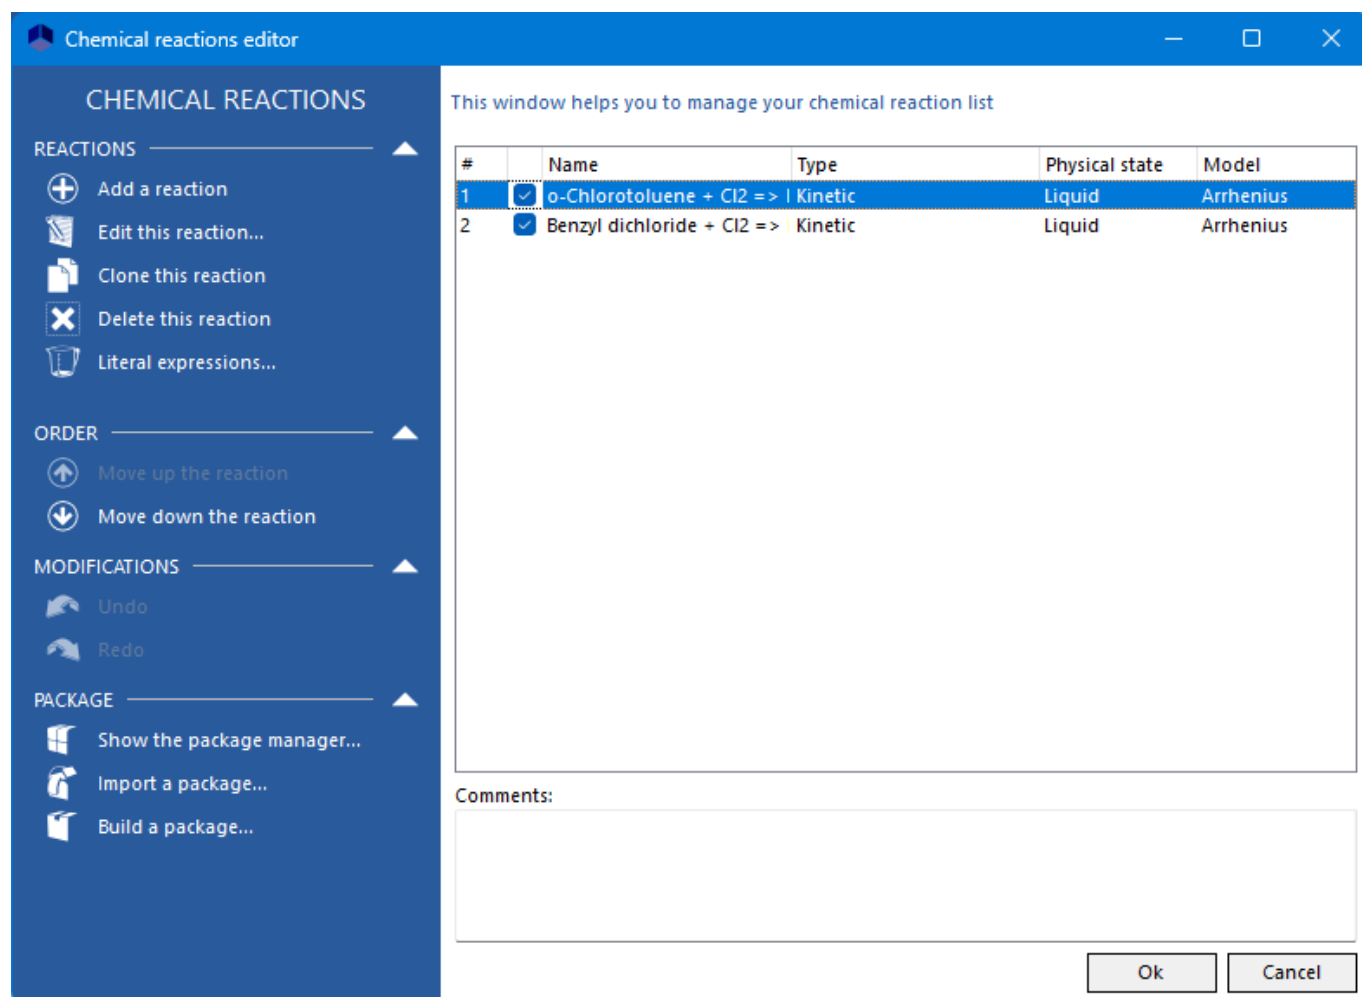 Chemical reactions editor
CHEMICAL REACTIONS
REACTIONS
Add a reaction
Edit this reaction...
Clone this reaction
Delete this reaction
Literal expressions...
ORDER
Move up the reaction
Move down the reaction
MODIFICATIONS
Undo
Redo
PACKAGE
Show the package manager...
Import a package...
Build a package...
This window helps you to manage your chemical reaction list
# Name Type Physical state Model
1 o-Chlorotoluene + Cl2 => Kinetic Liquid Arrhenius
2 Benzyl dichloride + Cl2 => Kinetic Liquid Arrhenius
Comments:
Ok Cancel